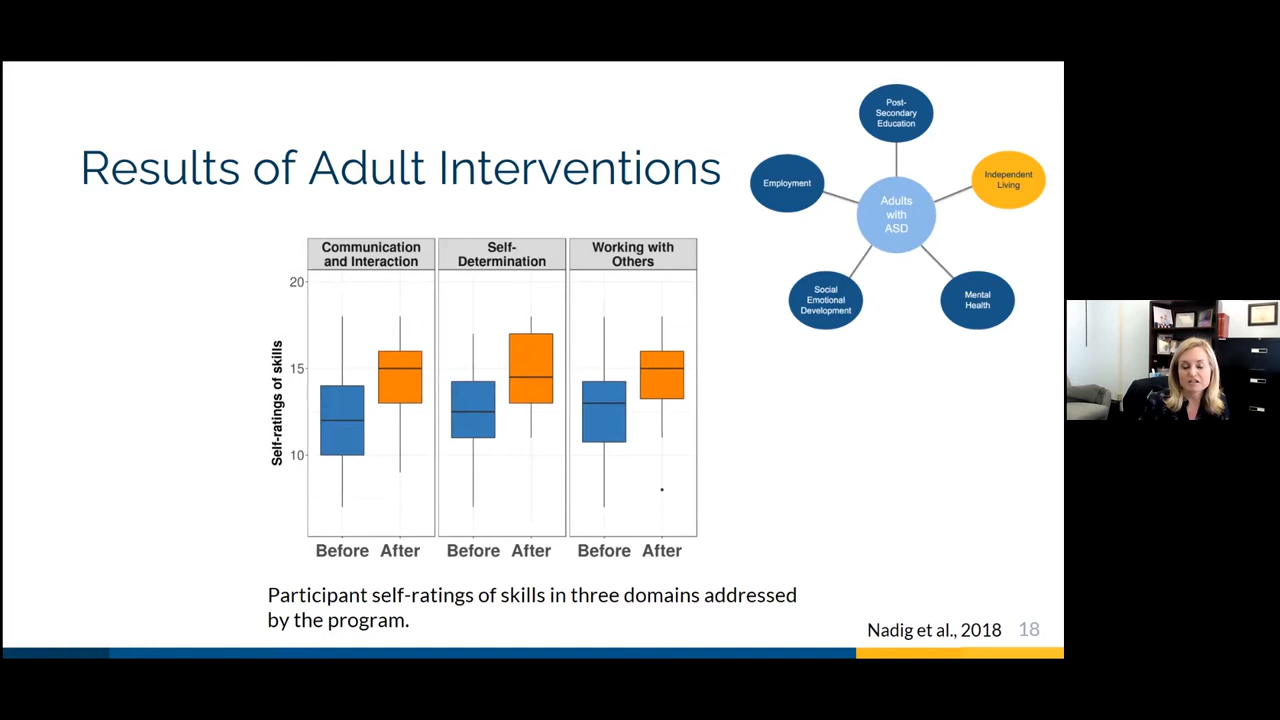 Results of Adult Interventions
Post-
Secondary
Education
Employment
Independent
Living
Adults
with
ASD
Social
Emotional
Development
Mental
Health
Communication
and Interaction
Self-
Determination
Working with
Others
Self-ratings of skills
20
15
10
Before After Before After Before After
Participant self-ratings of skills in three domains addressed
by the program.
Nadig et al., 2018 18